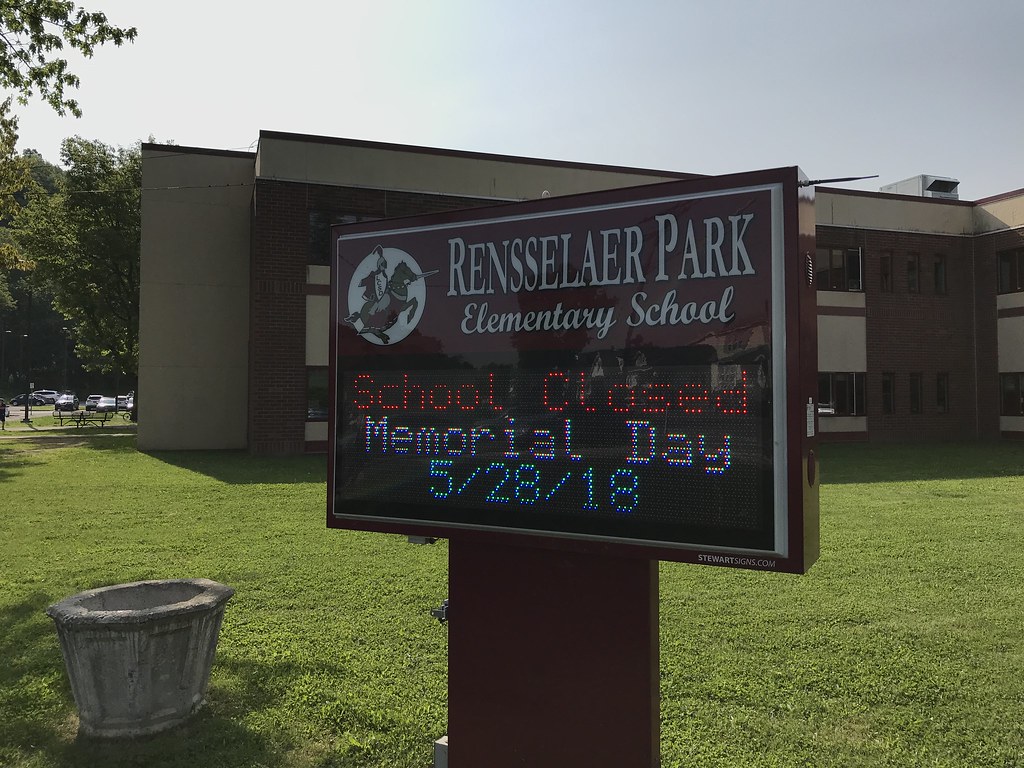 RENSSELAER PARK
Elementary School
School Closed
Memorial Day
5/28/18
STEWARTSIGNS.COM